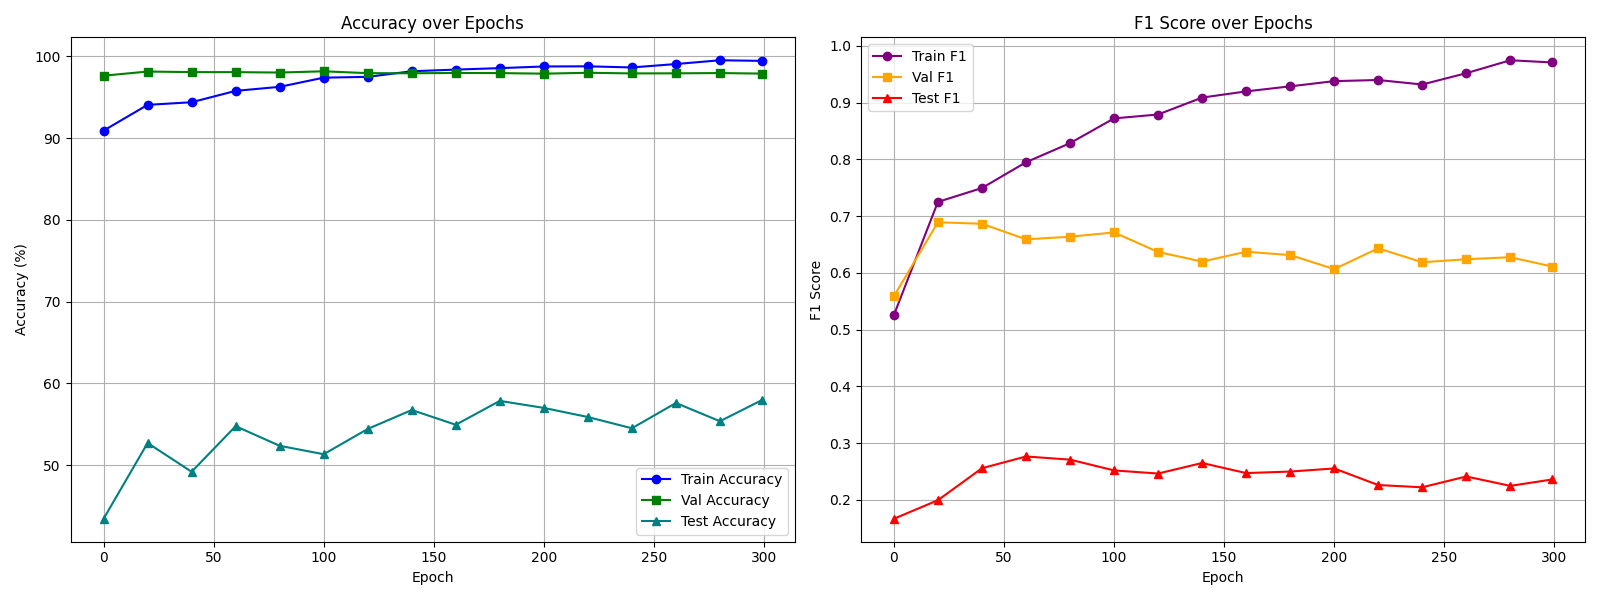 Accuracy over Epochs
100
90
80
70
60
50
Accuracy (%)
0 50 100 150 200 250 300
Epoch
Train Accuracy
Val Accuracy
Test Accuracy
F1 Score over Epochs
1.0
0.9
0.8
0.7
0.6
0.5
0.4
0.3
0.2
F1 Score
0 50 100 150 200 250 300
Epoch
Train F1
Val F1
Test F1